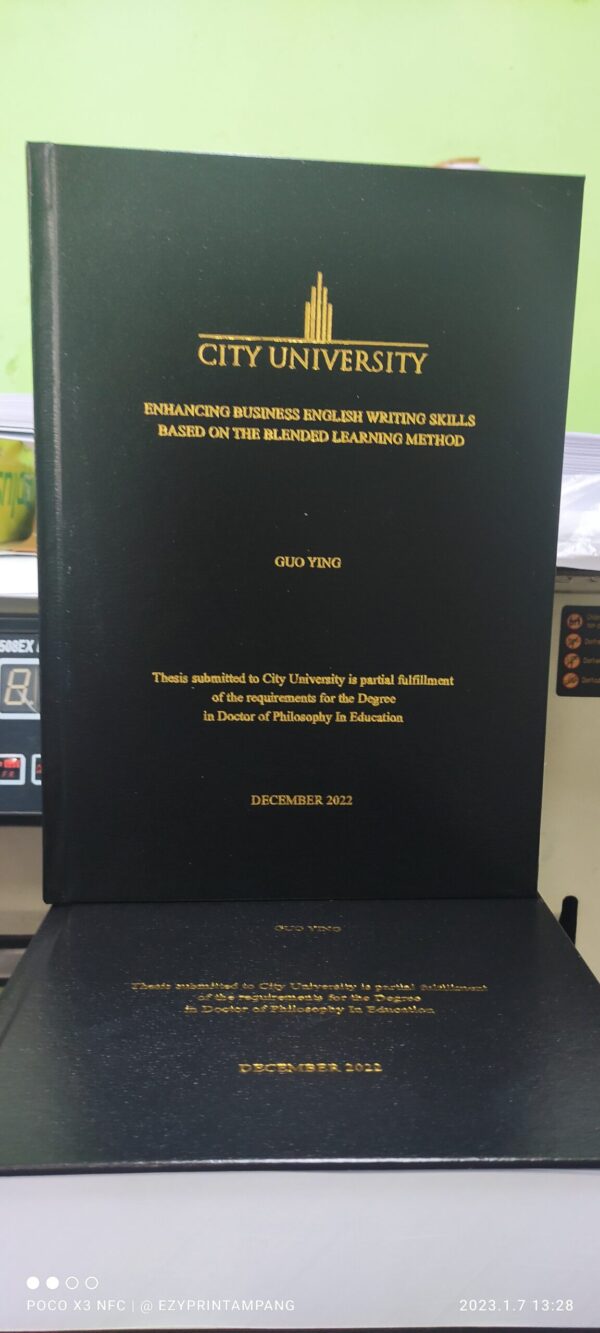 CITY UNIVERSITY
ENHANCING BUSINESS ENGLISH WRITING SKILLS
BASED ON THE BLENDED LEARNING METHOD
GUO YING
Thesis submitted to City University is partial fulfillment
of the requirements for the Degree
in Doctor of Philosophy In Education
DECEMBER 2022
508EX
8
GUO YING
Thesis submitted to City University is partial fulfillment
of the requirements for the Degree
in Doctor of Philosophy In Education
DECEMBER 2022
POCO X3 NFC | @ EZYPRINTAMPANG
2023.1.7 13:28